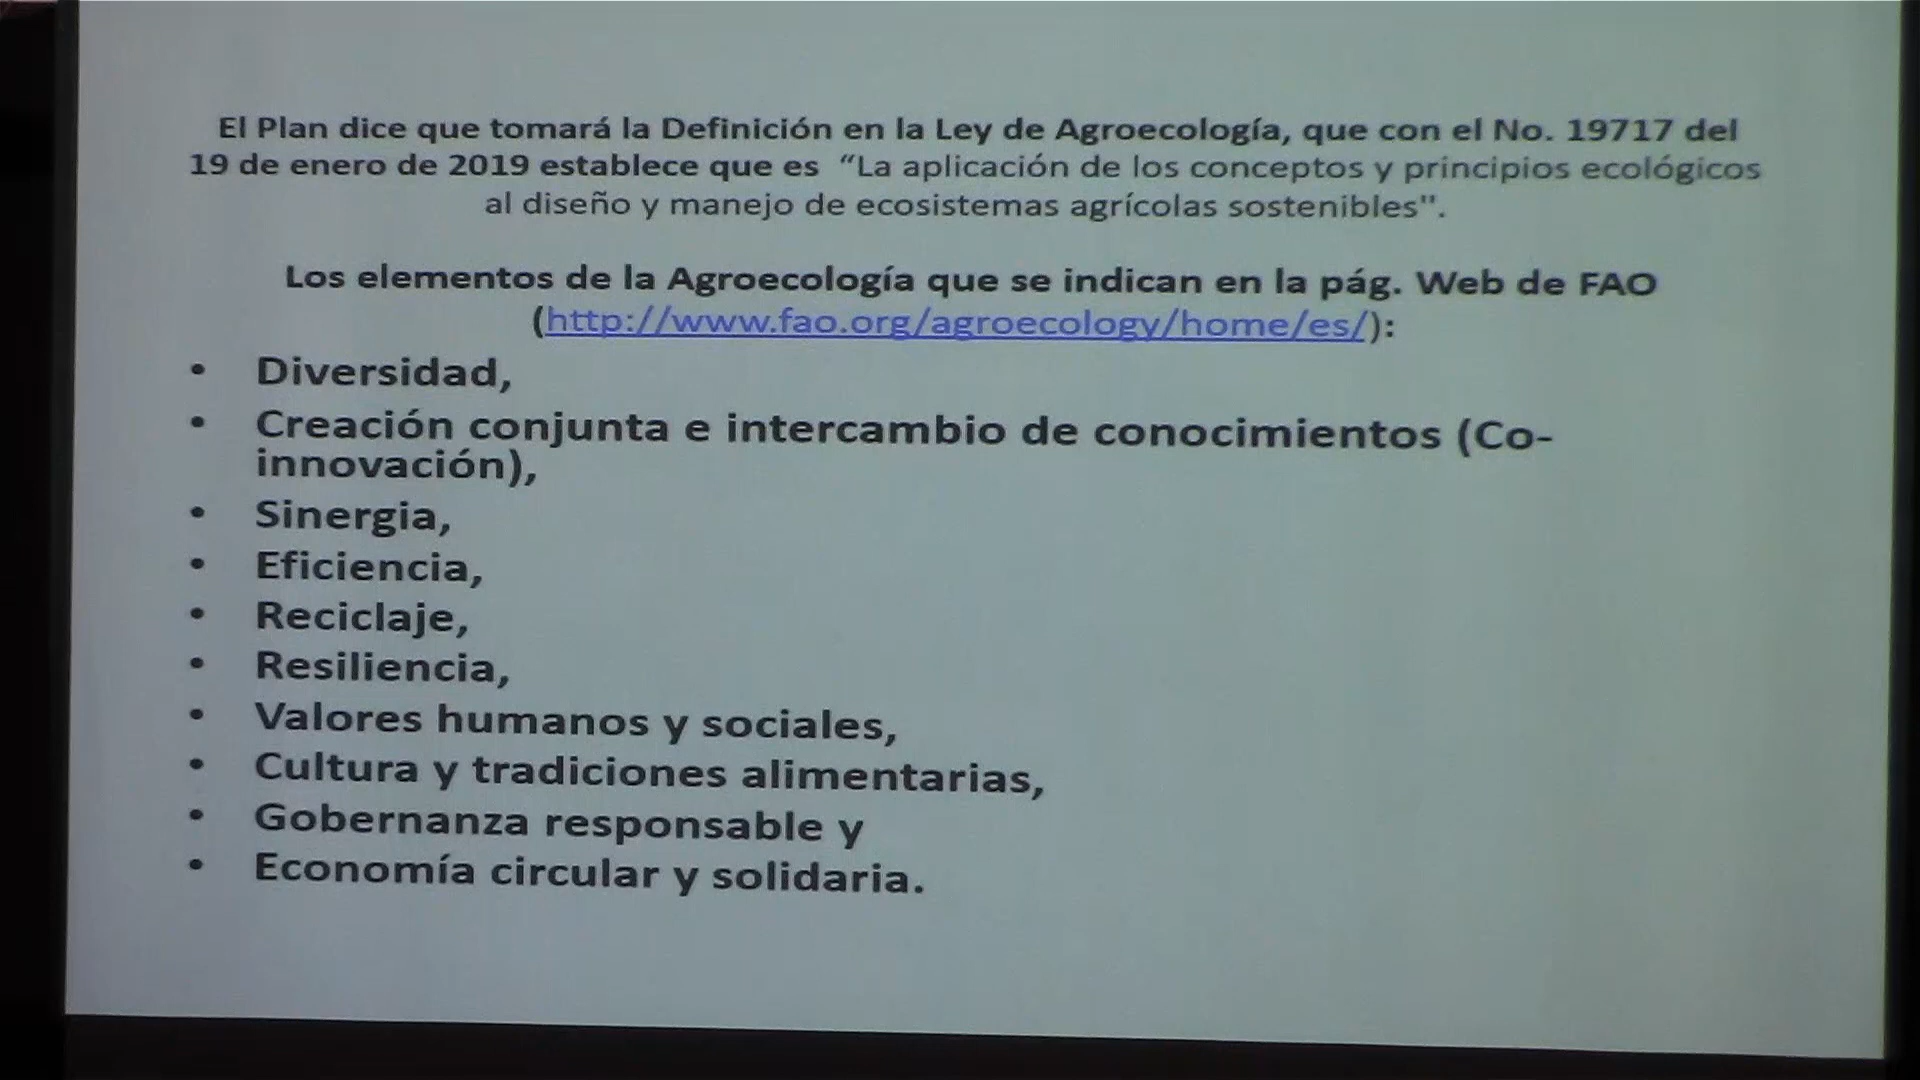 El Plan dice que tomará la Definición en la Ley de Agroecología, que con el No. 19717 del
19 de enero de 2019 establece que es “La aplicación de los conceptos y principios ecológicos
al diseño y manejo de ecosistemas agrícolas sostenibles".
Los elementos de la Agroecología que se indican en la pág. Web de FAO
(http://www.fao.org/agroecology/home/es/):
• Diversidad,
• Creación conjunta e intercambio de conocimientos (Co-
innovación),
• Sinergia,
• Eficiencia,
• Reciclaje,
• Resiliencia,
• Valores humanos y sociales,
• Cultura y tradiciones alimentarias,
• Gobernanza responsable y
• Economía circular y solidaria.